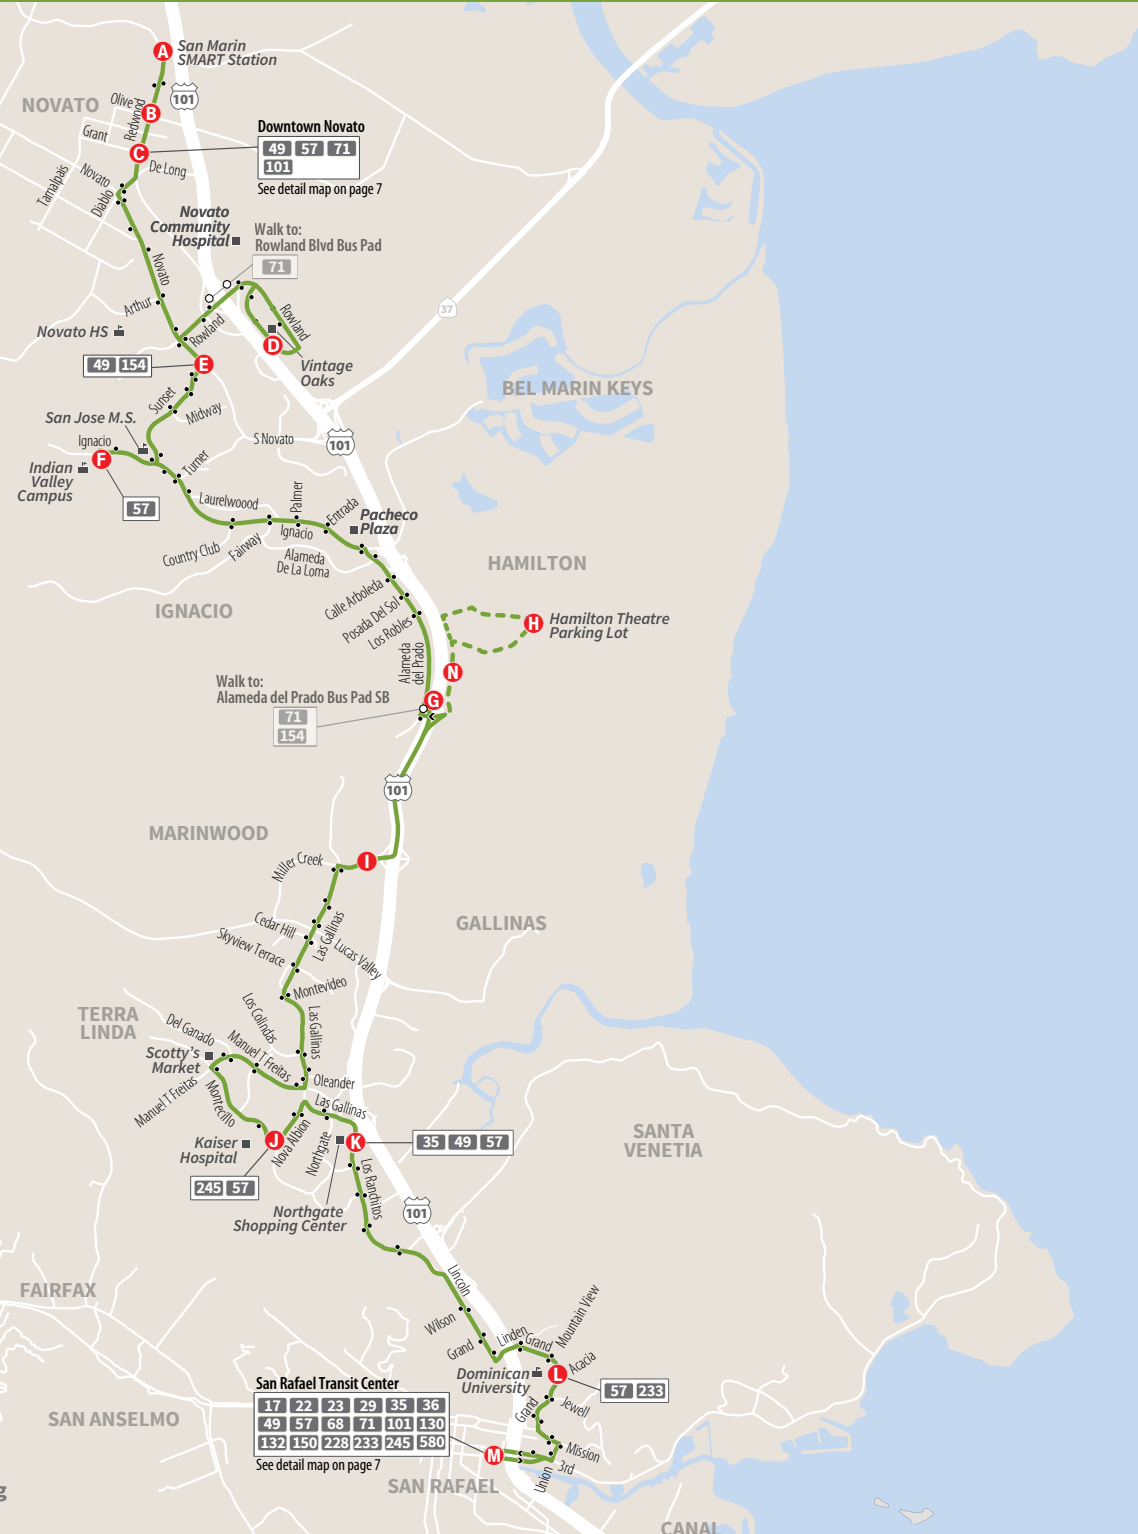 A
San Marin
SMART Station
101
NOVATO
Olive
Redwood
B
Grant
C
De Long
Downtown Novato
49 57 71
101
See detail map on page 7
Tamalpais
Novato
Diablo
Novato
Community
Hospital
Walk to:
Rowland Blvd Bus Pad
71
Novato
Arthur
Rowland
Rowland
37
Novato HS
D
Vintage
Oaks
49 154
E
BEL MARIN KEYS
Sunset
Midway
San Jose M.S.
S Novato
101
Ignacio
F
Indian
Valley
Campus
Turner
57
Laurelwoood
Palmer
Ignacio
Entrada
Pacheco
Plaza
Country Club
Fairway
Alameda
De La Loma
HAMILTON
IGNACIO
Calle Arboleda
Posada Del Sol
Los Robles
H
Hamilton Theatre
Parking Lot
Alameda
del Prado
N
Walk to:
Alameda del Prado Bus Pad SB
G
71
154
101
MARINWOOD
Miller Creek
I
Cedar Hill
Las Gallinas
Skyview Terrace
Lucas Valley
GALLINAS
Montevideo
Los Colindas
Las Gallinas
TERRA
LINDA
Del Ganado
Scotty's
Market
Manuel T Freitas
Oleander
Manuel T Freitas
Montecillo
Las Gallinas
Kaiser
Hospital
J
Nova Albion
Northgate
K
35 49 57
SANTA
VENETIA
245 57
Los Ranchitos
Northgate
Shopping Center
101
FAIRFAX
Lincoln
Wilson
Grand
Linden
Grand
Mountain View
Acacia
Dominican
University
L
57 233
San Rafael Transit Center
17 22 23 29 35 36
49 57 68 71 101 130
132 150 228 233 245 580
See detail map on page 7
SAN ANSELMO
Grand
Jewell
M
Mission
3rd
Union
SAN RAFAEL
g
CANAL